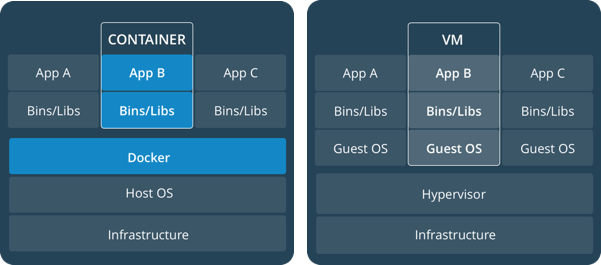 CONTAINER
App A App B App C
Bins/Libs Bins/Libs Bins/Libs
Docker
Host OS
Infrastructure
VM
App A App B App C
Bins/Libs Bins/Libs Bins/Libs
Guest OS Guest OS Guest OS
Hypervisor
Infrastructure